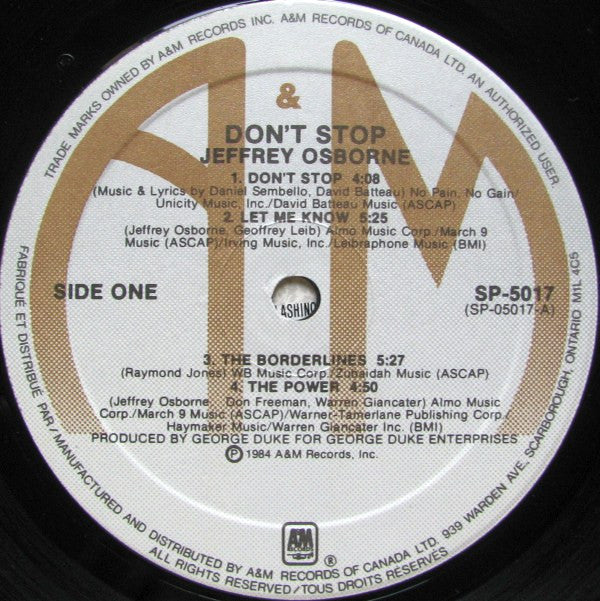 TRADE MARKS OWNED BY A&M RECORDS INC. A&M RECORDS OF CANADA LTD. AN AUTHORIZED USER
&
DON'T STOP
JEFFREY OSBORNE
1. DON'T STOP 4:08
(Music & Lyrics by Daniel Sembello, David Batteau) No Pain, No Gain/
Unicity Music, Inc./David Batteau Music (ASCAP)
2. LET ME KNOW 5:25
(Jeffrey Osborne, Geoffrey Leib) Almo Music Corp./March 9
Music (ASCAP)/Irving Music, Inc./Leibraphone Music (BMI)
SIDE ONE
SP-5017
(SP-05017-A)
LASHING
3. THE BORDERLINES 5:27
(Raymond Jones) WB Music Corp./Zubaidah Music (ASCAP)
4. THE POWER 4:50
(Jeffrey Osborne, Don Freeman, Warren Giancater) Almo Music
Corp./March 9 Music (ASCAP)/Warner-Tamerlane Publishing Corp./
Haymaker Music/Warren Giancater Inc. (BMI)
PRODUCED BY GEORGE DUKE FOR GEORGE DUKE ENTERPRISES
℗ 1984 A&M Records, Inc.
A&M
®
FABRIQUÉ ET DISTRIBUÉ PAR/MANUFACTURED AND DISTRIBUTED BY A&M RECORDS OF CANADA LTD. 939 WARDEN AVE, SCARBOROUGH, ONTARIO M1L 4C5
ALL RIGHTS RESERVED/TOUS DROITS RÉSERVÉS